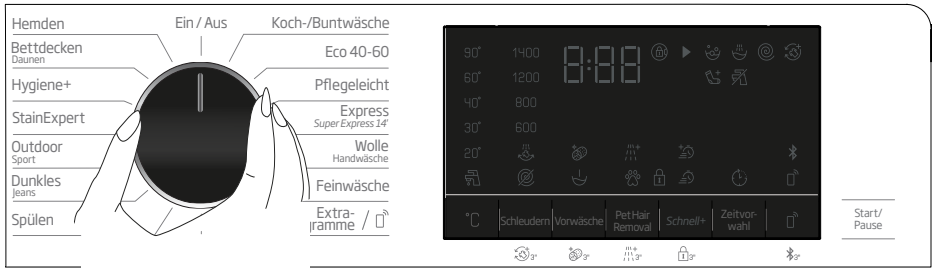 Ein / Aus
Hemden
Bettdecken
Daunen
Hygiene+
StainExpert
Outdoor
Sport
Dunkles
Jeans
Spülen
Koch-/Buntwäsche
Eco 40-60
Pflegeleicht
Express
Super Express 14'
Wolle
Handwäsche
Feinwäsche
Extra-
gramme /
90° 1400 8:88
60° 1200
40° 800
30° 600
20°
°C Schleudern Vorwäsche Pet Hair Removal Schnell+ Zeitvor-wahl
Start/
Pause
3" 3" 3" 3" 3"